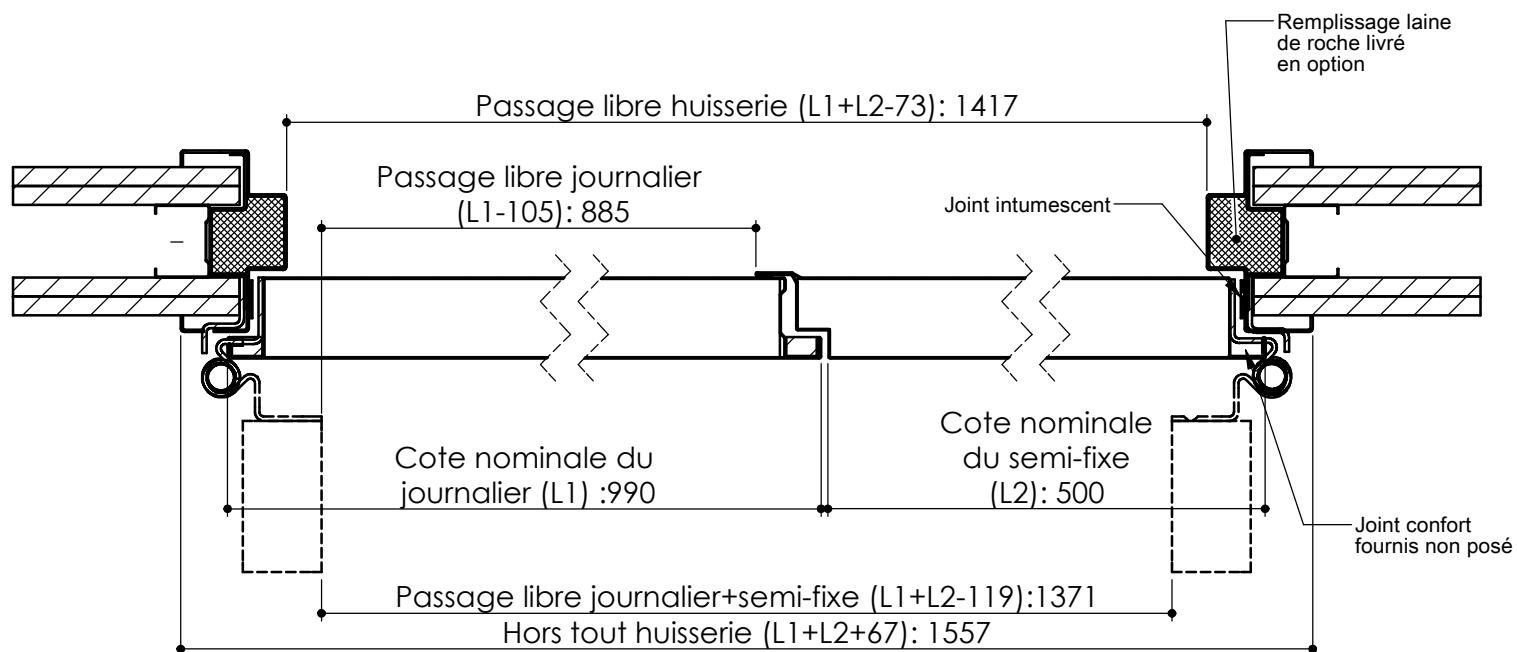 Remplissage laine
de roche livré
en option
Passage libre huisserie (L1+L2-73): 1417
Passage libre journalier
(L1-105): 885
Joint intumescent
Cote nominale du
journalier (L1) :990
Cote nominale
du semi-fixe
(L2): 500
Joint confort
fournis non posé
Passage libre journalier+semi-fixe (L1+L2-119):1371
Hors tout huisserie (L1+L2+67): 1557